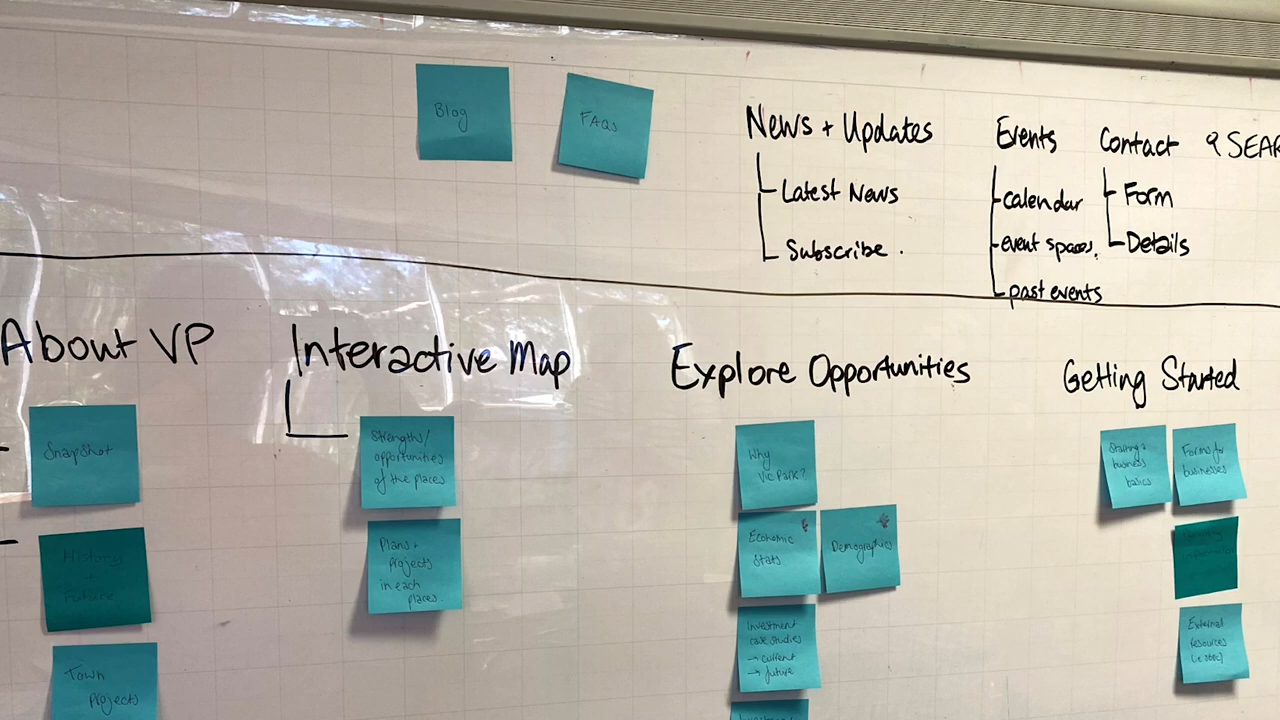 Blog
FAQs
News + Updates
Latest News
Subscribe.
Events
calendar
event spaces.
past events
Contact
Form
Details
SEAR
About VP
Snapshot
History
+
Future
Town
projects
Interactive Map
Strengths/
opportunities
of the places
Plans +
projects
in each
places.
Explore Opportunities
Why
Vic Park?
Economic
Stats
Demographics
Investment
case studies
→ current
→ future
Getting Started
Starting a
business
basics
Forms for
businesses
Information
External
resources